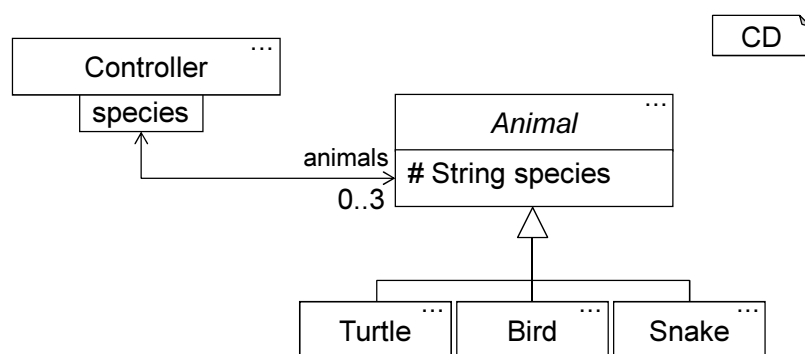 CD
Controller
...
species
Animal
...
animals
# String species
0..3
Turtle
...
Bird
...
Snake
...